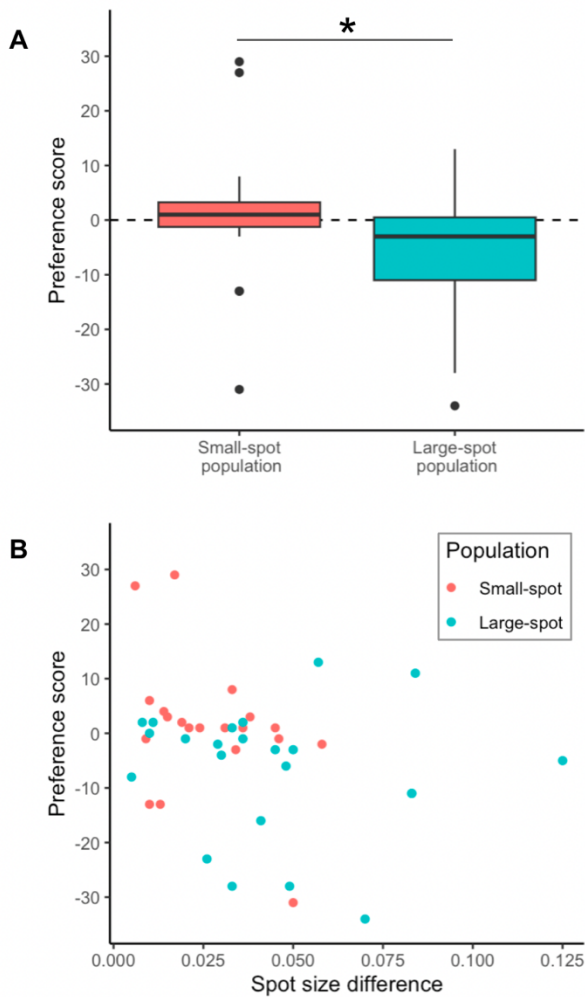 A
*
30
20
10
0
-10
-20
-30
Preference score
Small-spot
population
Large-spot
population
B
30
20
10
0
-10
-20
-30
Preference score
Population
Small-spot
Large-spot
0.000
0.025
0.050
0.075
0.100
0.125
Spot size difference